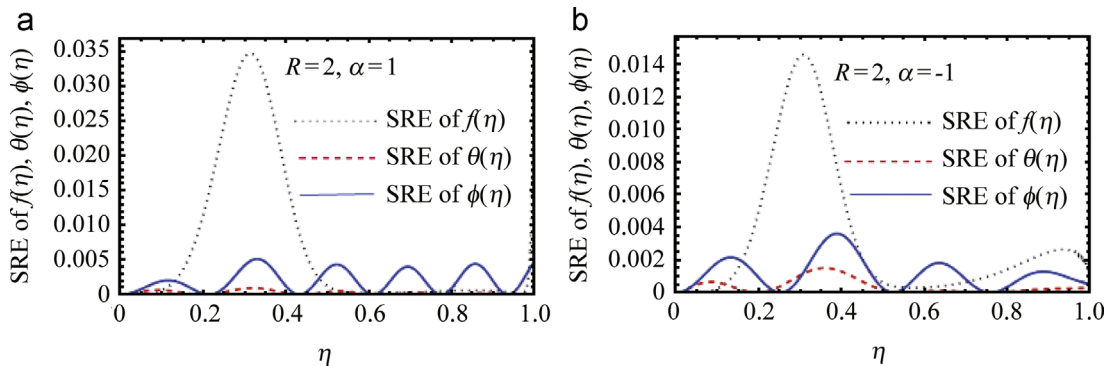 a
SRE of f(η), θ(η), ϕ(η)
0.035
0.030
0.025
0.020
0.015
0.010
0.005
0
R=2, α=1
SRE of f(η)
SRE of θ(η)
SRE of ϕ(η)
0 0.2 0.4 0.6 0.8 1.0
η
b
SRE of f(η), θ(η), ϕ(η)
0.014
0.012
0.010
0.008
0.006
0.004
0.002
0
R=2, α=-1
SRE of f(η)
SRE of θ(η)
SRE of ϕ(η)
0 0.2 0.4 0.6 0.8 1.0
η